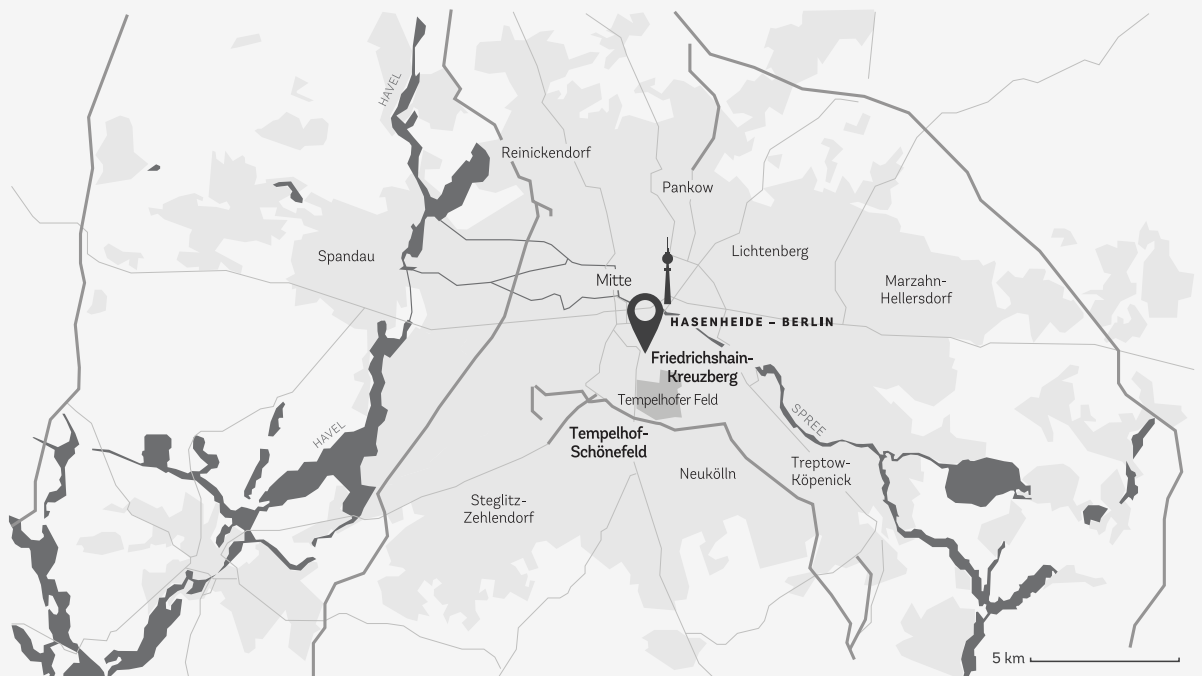 HAVEL
Reinickendorf
Pankow
Spandau
Lichtenberg
Mitte
Marzahn-
Hellersdorf
HASENHEIDE – BERLIN
Friedrichshain-
Kreuzberg
Tempelhofer Feld
HAVEL
SPREE
Tempelhof-
Schönefeld
Neukölln
Treptow-
Köpenick
Steglitz-
Zehlendorf
5 km